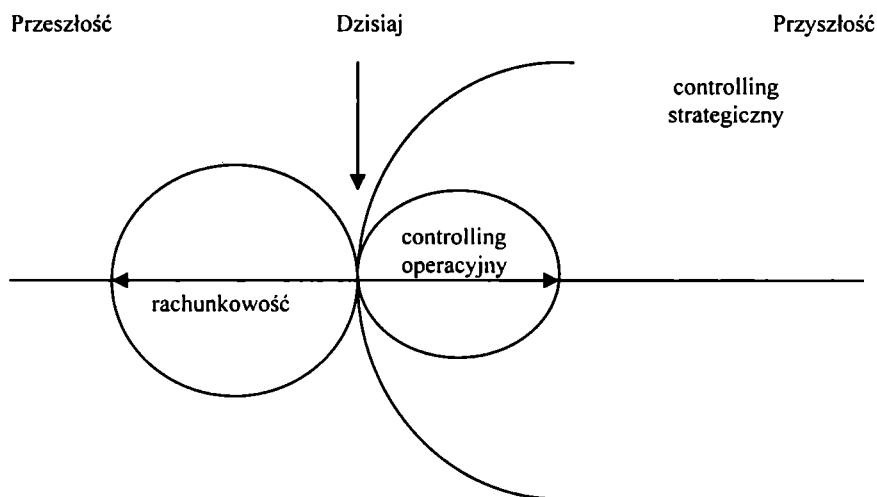 Przeszłość
Dzisiaj
Przyszłość
controlling
strategiczny
controlling
operacyjny
rachunkowość